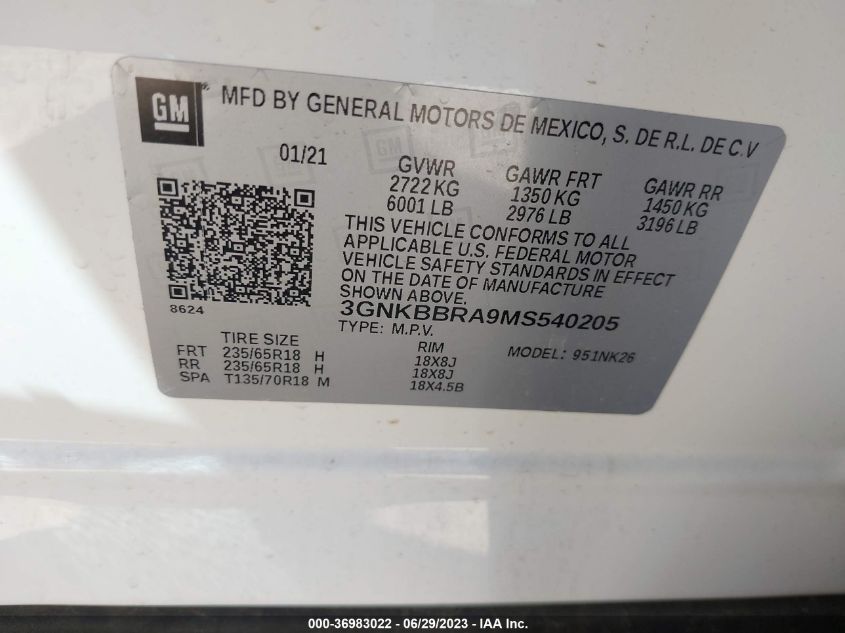 GM
MFD BY GENERAL MOTORS DE MEXICO, S. DE R.L. DE C.V
01/21
GVWR GAWR FRT GAWR RR
2722 KG 1350 KG 1450 KG
6001 LB 2976 LB 3196 LB
THIS VEHICLE CONFORMS TO ALL
APPLICABLE U.S. FEDERAL MOTOR
VEHICLE SAFETY STANDARDS IN EFFECT
ON THE DATE OF MANUFACTURE
SHOWN ABOVE.
8624
3GNKBBRA9MS540205
TYPE: M.P.V. MODEL: 951NK26
TIRE SIZE RIM
FRT 235/65R18 H 18X8J
RR 235/65R18 H 18X8J
SPA T135/70R18 M 18X4.5B
000-36983022 - 06/29/2023 - IAA Inc.